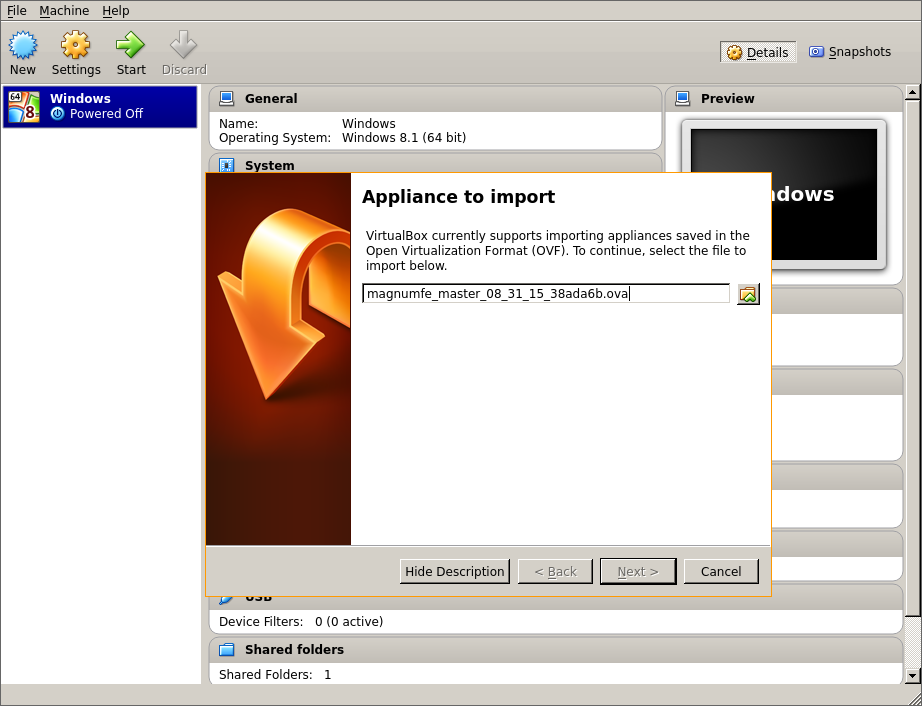 File Machine Help
New Settings Start Discard
Details Snapshots
64
8
Windows
Powered Off
General
Name: Windows
Operating System: Windows 8.1 (64 bit)
System
Preview
ndows
Appliance to import
VirtualBox currently supports importing appliances saved in the
Open Virtualization Format (OVF). To continue, select the file to
import below.
magnumfe_master_08_31_15_38ada6b.ova
Hide Description < Back Next > Cancel
USB
Device Filters: 0 (0 active)
Shared folders
Shared Folders: 1